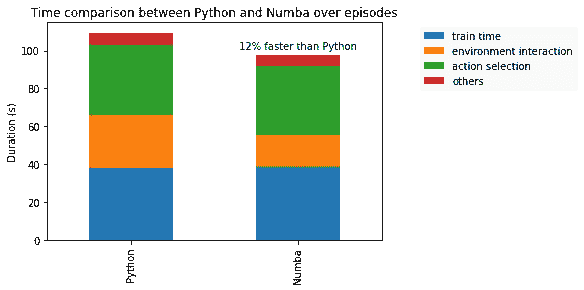 Time comparison between Python and Numba over episodes
12% faster than Python
train time
environment interaction
action selection
others
Duration (s)
100
80
60
40
20
0
Python
Numba